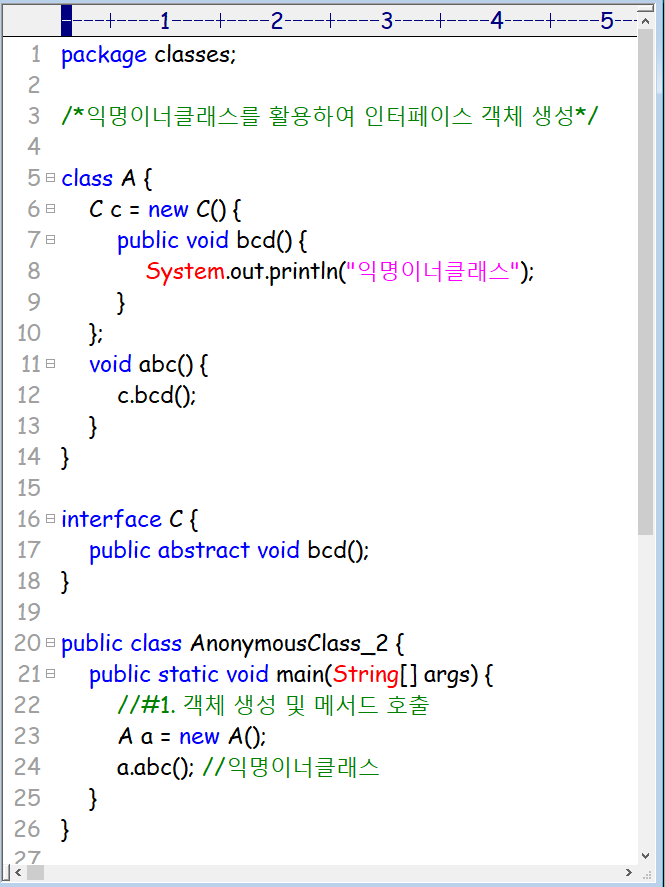 ----+----1----+----2----+----3----+----4----+----5---
1 package classes;
2
3 /*익명이너클래스를 활용하여 인터페이스 객체 생성*/
4
5 class A {
6 C c = new C() {
7 public void bcd() {
8 System.out.println("익명이너클래스");
9 }
10 };
11 void abc() {
12 c.bcd();
13 }
14 }
15
16 interface C {
17 public abstract void bcd();
18 }
19
20 public class AnonymousClass_2 {
21 public static void main(String[] args) {
22 //#1. 객체 생성 및 메서드 호출
23 A a = new A();
24 a.abc(); //익명이너클래스
25 }
26 }
27